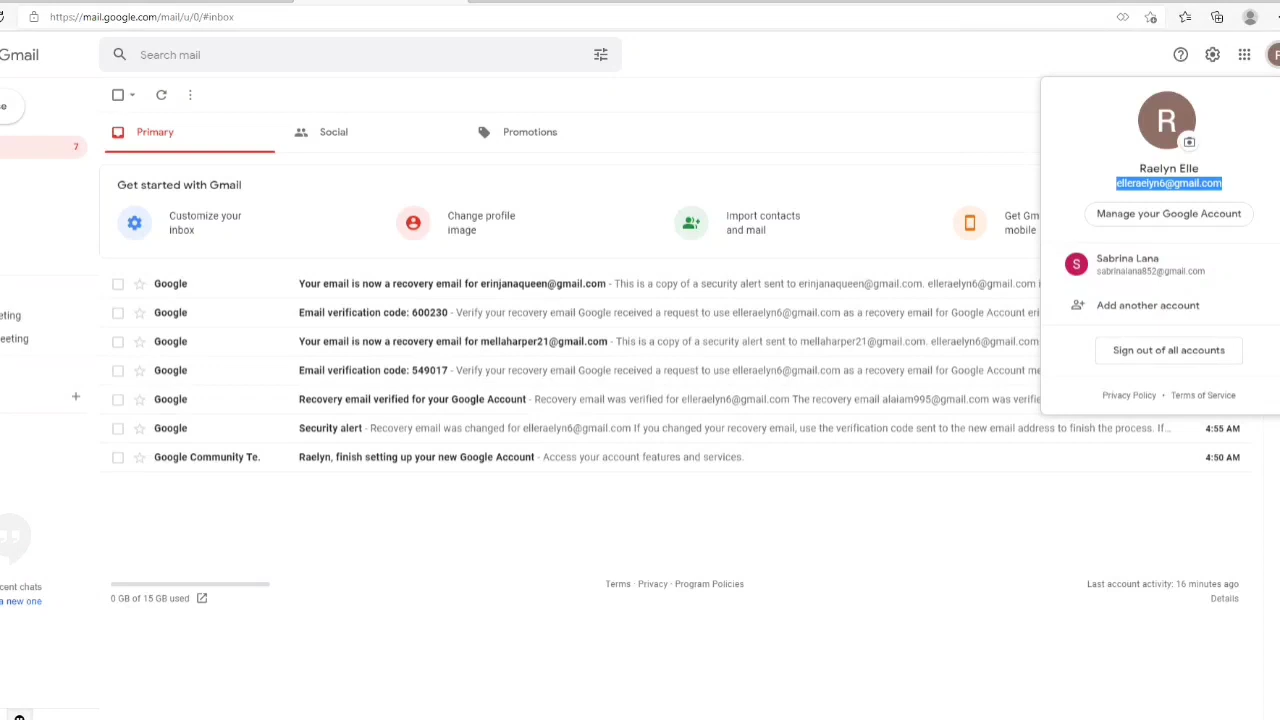 https://mail.google.com/mail/u/0/#inbox
Gmail
Search mail
7
Primary
Social
Promotions
Get started with Gmail
Customize your
inbox
Change profile
image
Import contacts
and mail
Get Gm
mobile
Google Your email is now a recovery email for erinjanaqueen@gmail.com - This is a copy of a security alert sent to erinjanaqueen@gmail.com. elleraelyn6@gmail.com i
Google Email verification code: 600230 - Verify your recovery email Google received a request to use elleraelyn6@gmail.com as a recovery email for Google Account eri
Google Your email is now a recovery email for mellaharper21@gmail.com - This is a copy of a security alert sent to mellaharper21@gmail.com. elleraelyn6@gmail.com
Google Email verification code: 549017 - Verify your recovery email Google received a request to use elleraelyn6@gmail.com as a recovery email for Google Account me
Google Recovery email verified for your Google Account - Recovery email was verified for elleraelyn6@gmail.com The recovery email alaiam995@gmail.com was verifie
Google Security alert - Recovery email was changed for elleraelyn6@gmail.com If you changed your recovery email, use the verification code sent to the new email address to finish the process. If... 4:55 AM
Google Community Te. Raelyn, finish setting up your new Google Account - Access your account features and services. 4:50 AM
R
Raelyn Elle
elleraelyn6@gmail.com
Manage your Google Account
S
Sabrina Lana
sabrinalana852@gmail.com
Add another account
Sign out of all accounts
Privacy Policy • Terms of Service
eting
eeting
+
cent chats
a new one
0 GB of 15 GB used
Terms · Privacy · Program Policies
Last account activity: 16 minutes ago
Details